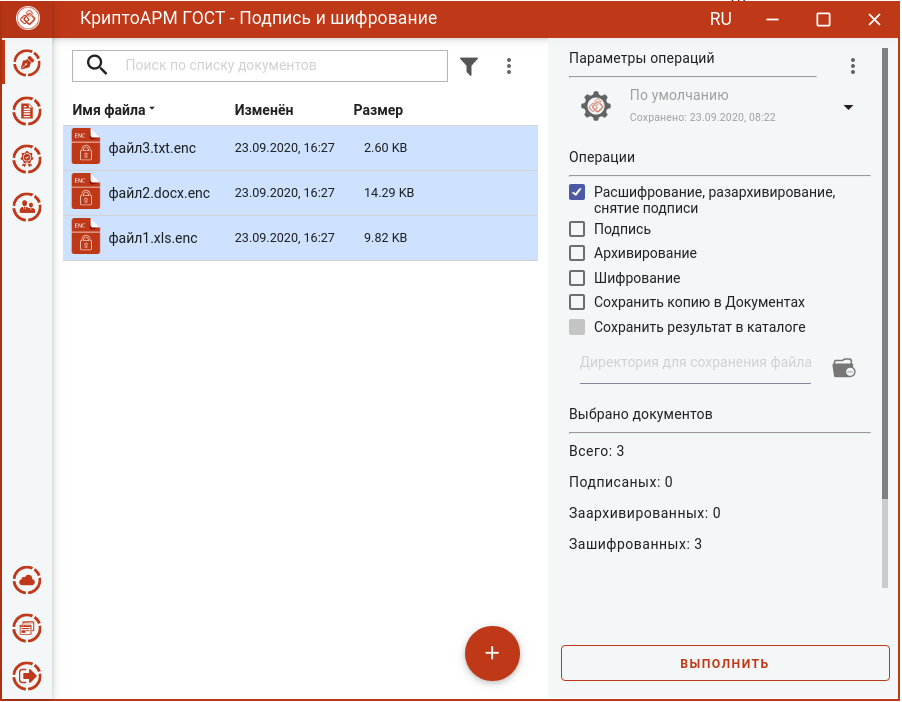 КриптоАРМ ГОСТ - Подпись и шифрование
RU
Поиск по списку документов
Имя файла
Изменён
Размер
ENC
файл3.txt.enc
23.09.2020, 16:27
2.60 KB
ENC
файл2.docx.enc
23.09.2020, 16:27
14.29 KB
ENC
файл1.xls.enc
23.09.2020, 16:27
9.82 KB
Параметры операций
По умолчанию
Сохранено: 23.09.2020, 08:22
Операции
Расшифрование, разархивирование,
снятие подписи
Подпись
Архивирование
Шифрование
Сохранить копию в Документах
Сохранить результат в каталоге
Директория для сохранения файла
Выбрано документов
Всего: 3
Подписаных: 0
Заархивированных: 0
Зашифрованных: 3
ВЫПОЛНИТЬ